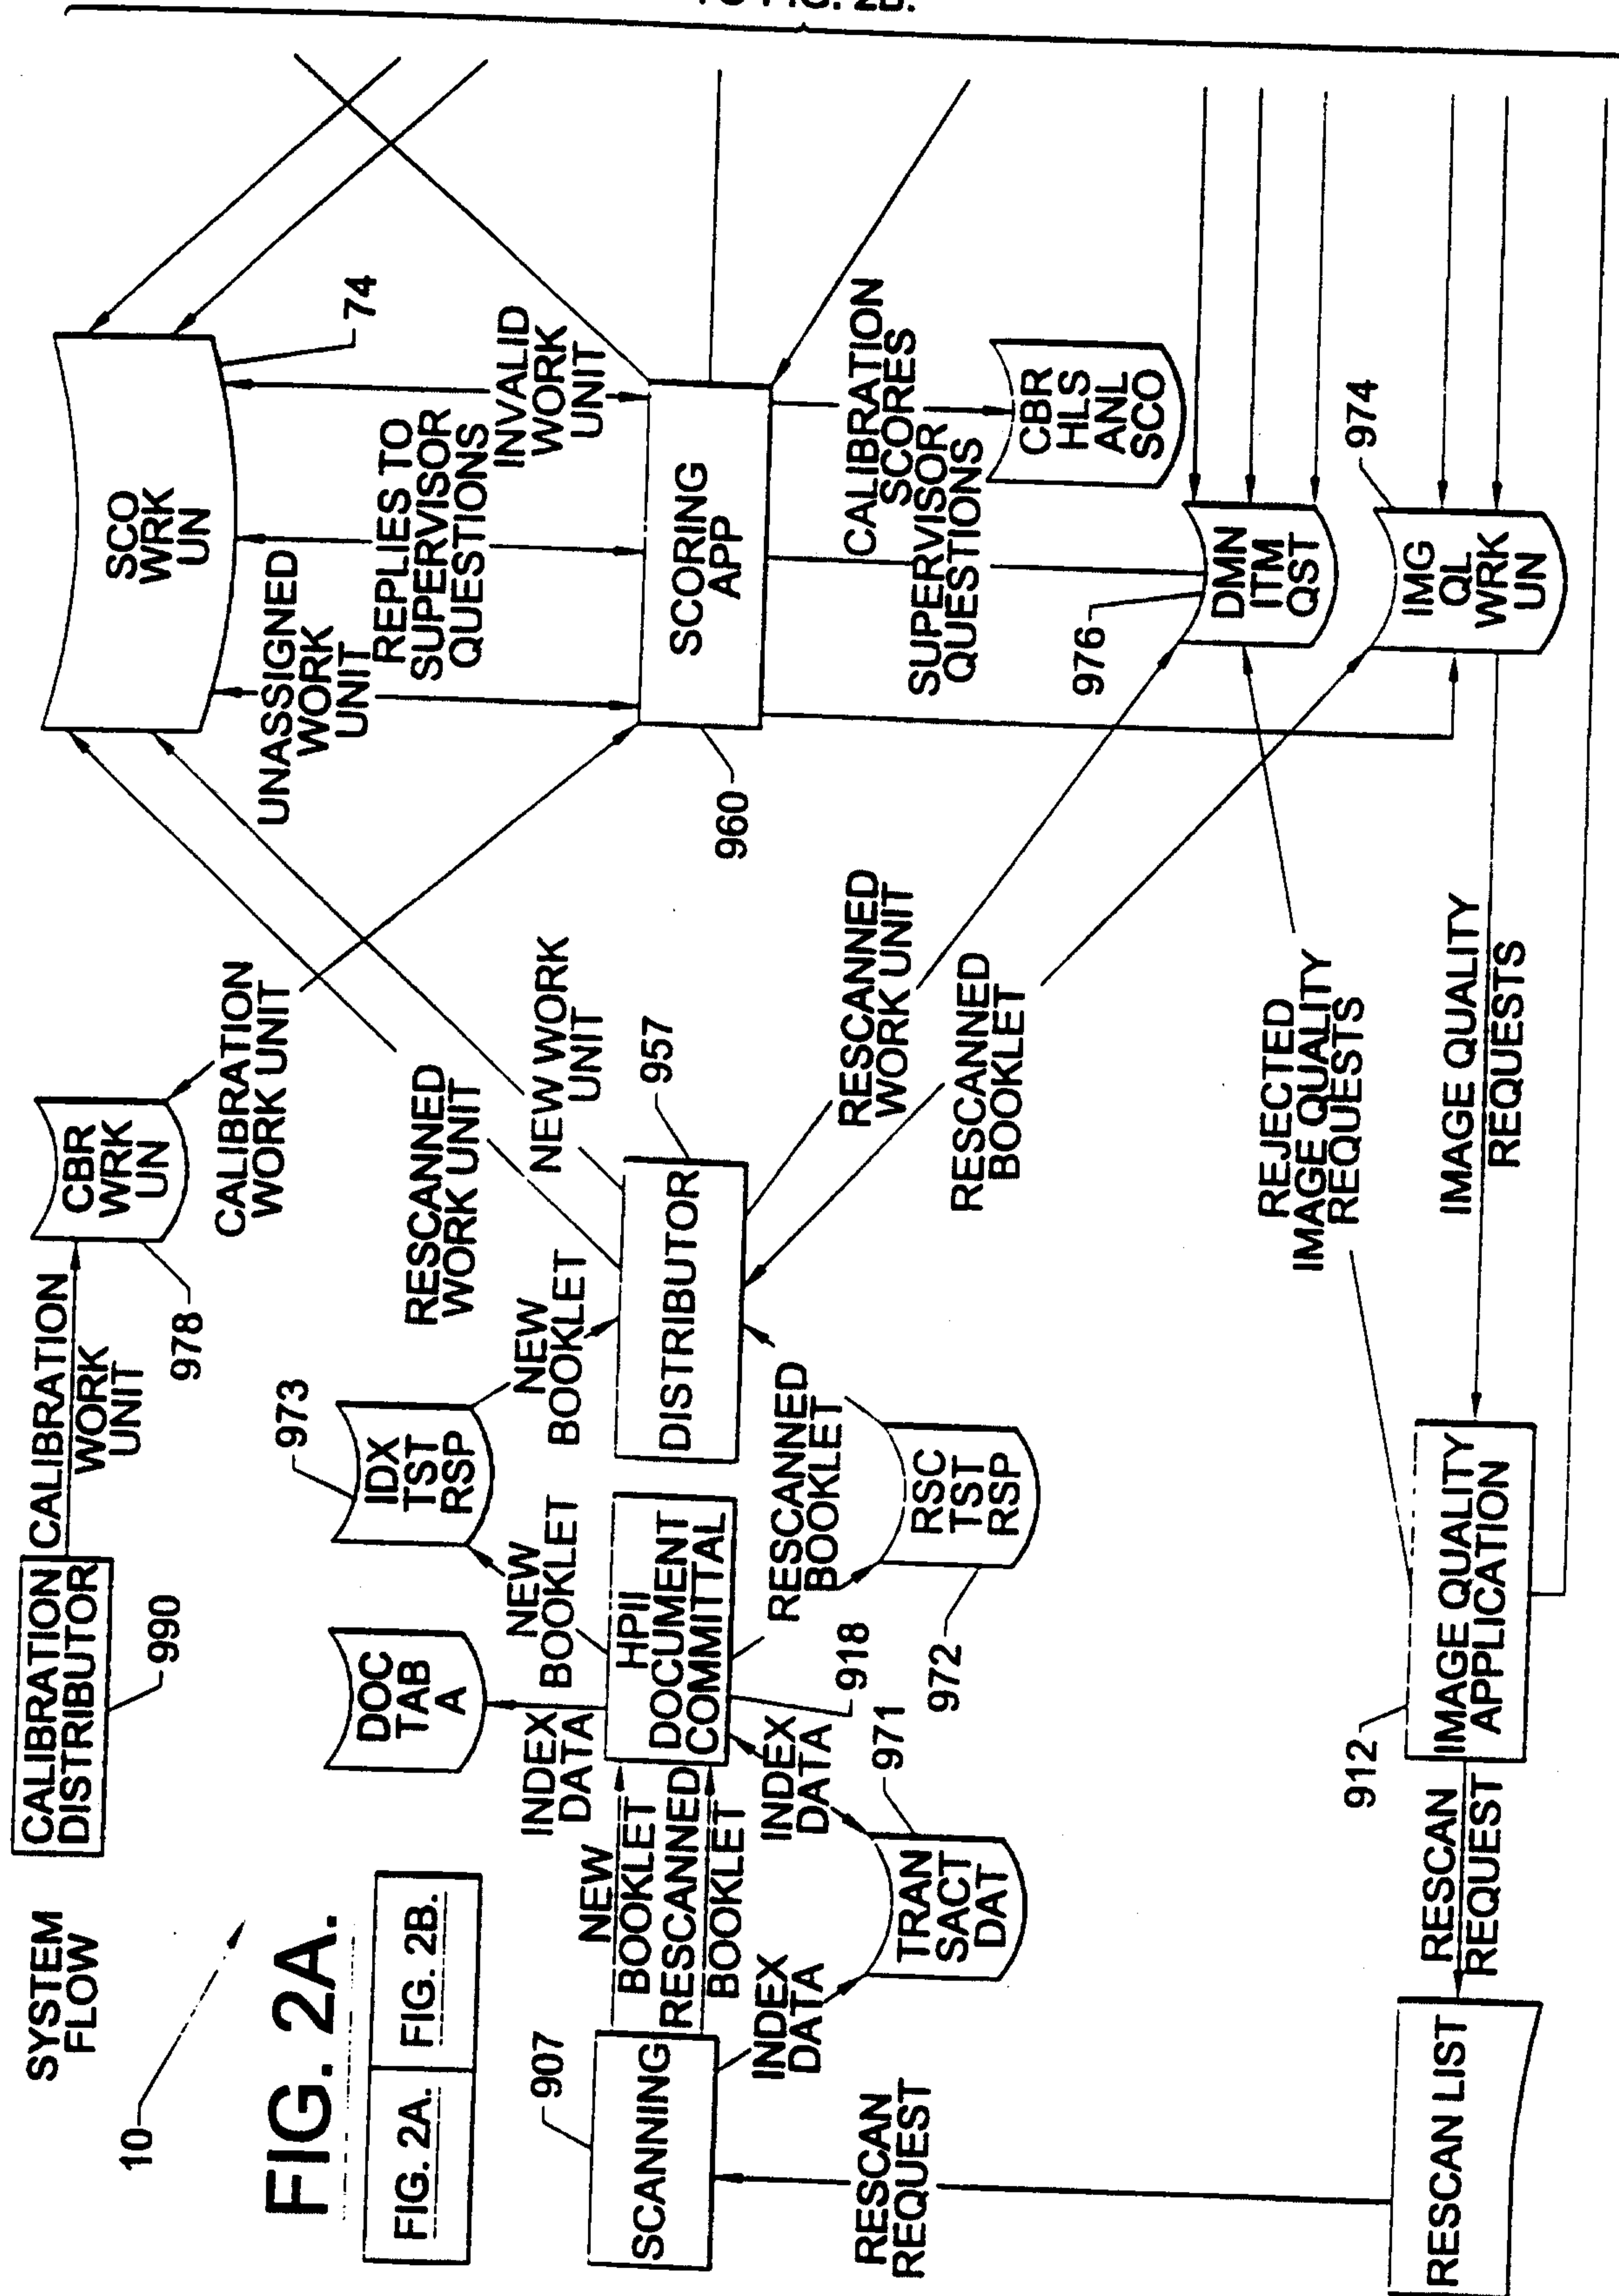 TO FIG. 2B.
SYSTEM
FLOW
10
FIG. 2A.
FIG. 2A.
FIG. 2B.
CALIBRATION
DISTRIBUTOR
990
CALIBRATION
WORK
UNIT
CBR
WRK
UN
978
CALIBRATION
WORK UNIT
SCO
WRK
UN
74
UNASSIGNED
WORK
UNIT
REPLIES TO
SUPERVISOR
QUESTIONS
INVALID
WORK
UNIT
DOC
TAB
A
IDX
TST
RSP
973
RESCANNED
WORK UNIT
NEW WORK
UNIT
957
NEW
BOOKLET
NEW
BOOKLET
INDEX
DATA
907
SCANNING
NEW
BOOKLET
RESCANNED
BOOKLET
HPII
DOCUMENT
COMMITTAL
918
DISTRIBUTOR
SCORING
APP
960
INDEX
DATA
INDEX
DATA
TRAN
SACT
DAT
971
RESCANNED
BOOKLET
RSC
TST
RSP
972
RESCANNED
WORK UNIT
RESCANNED
BOOKLET
CALIBRATION
SCORES
SUPERVISOR
QUESTIONS
CBR
HLS
ANL
SCO
976
DMN
ITM
QST
974
IMG
QL
WRK
UN
RESCAN
REQUEST
REJECTED
IMAGE QUALITY
REQUESTS
IMAGE QUALITY
REQUESTS
912
IMAGE QUALITY
APPLICATION
RESCAN
REQUEST
RESCAN LIST